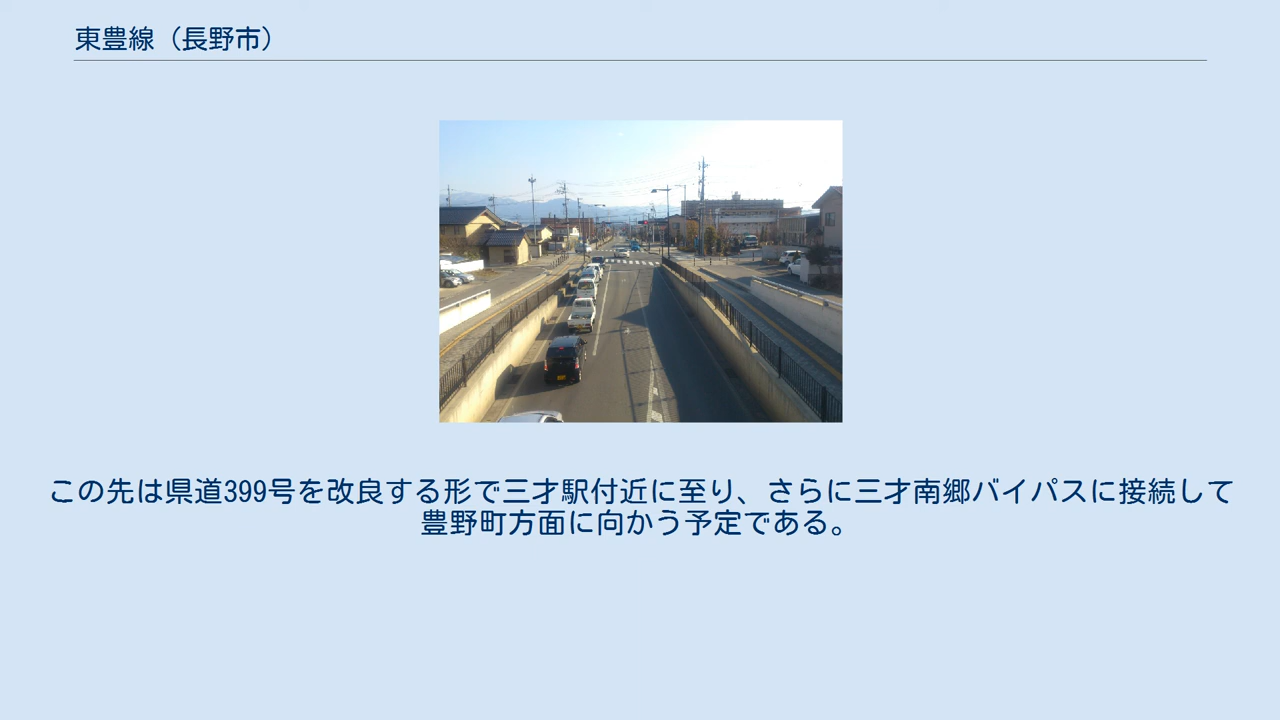 東豊線（長野市）
この先は県道399号を改良する形で三才駅付近に至り、さらに三才南郷バイパスに接続して
豊野町方面に向かう予定である。